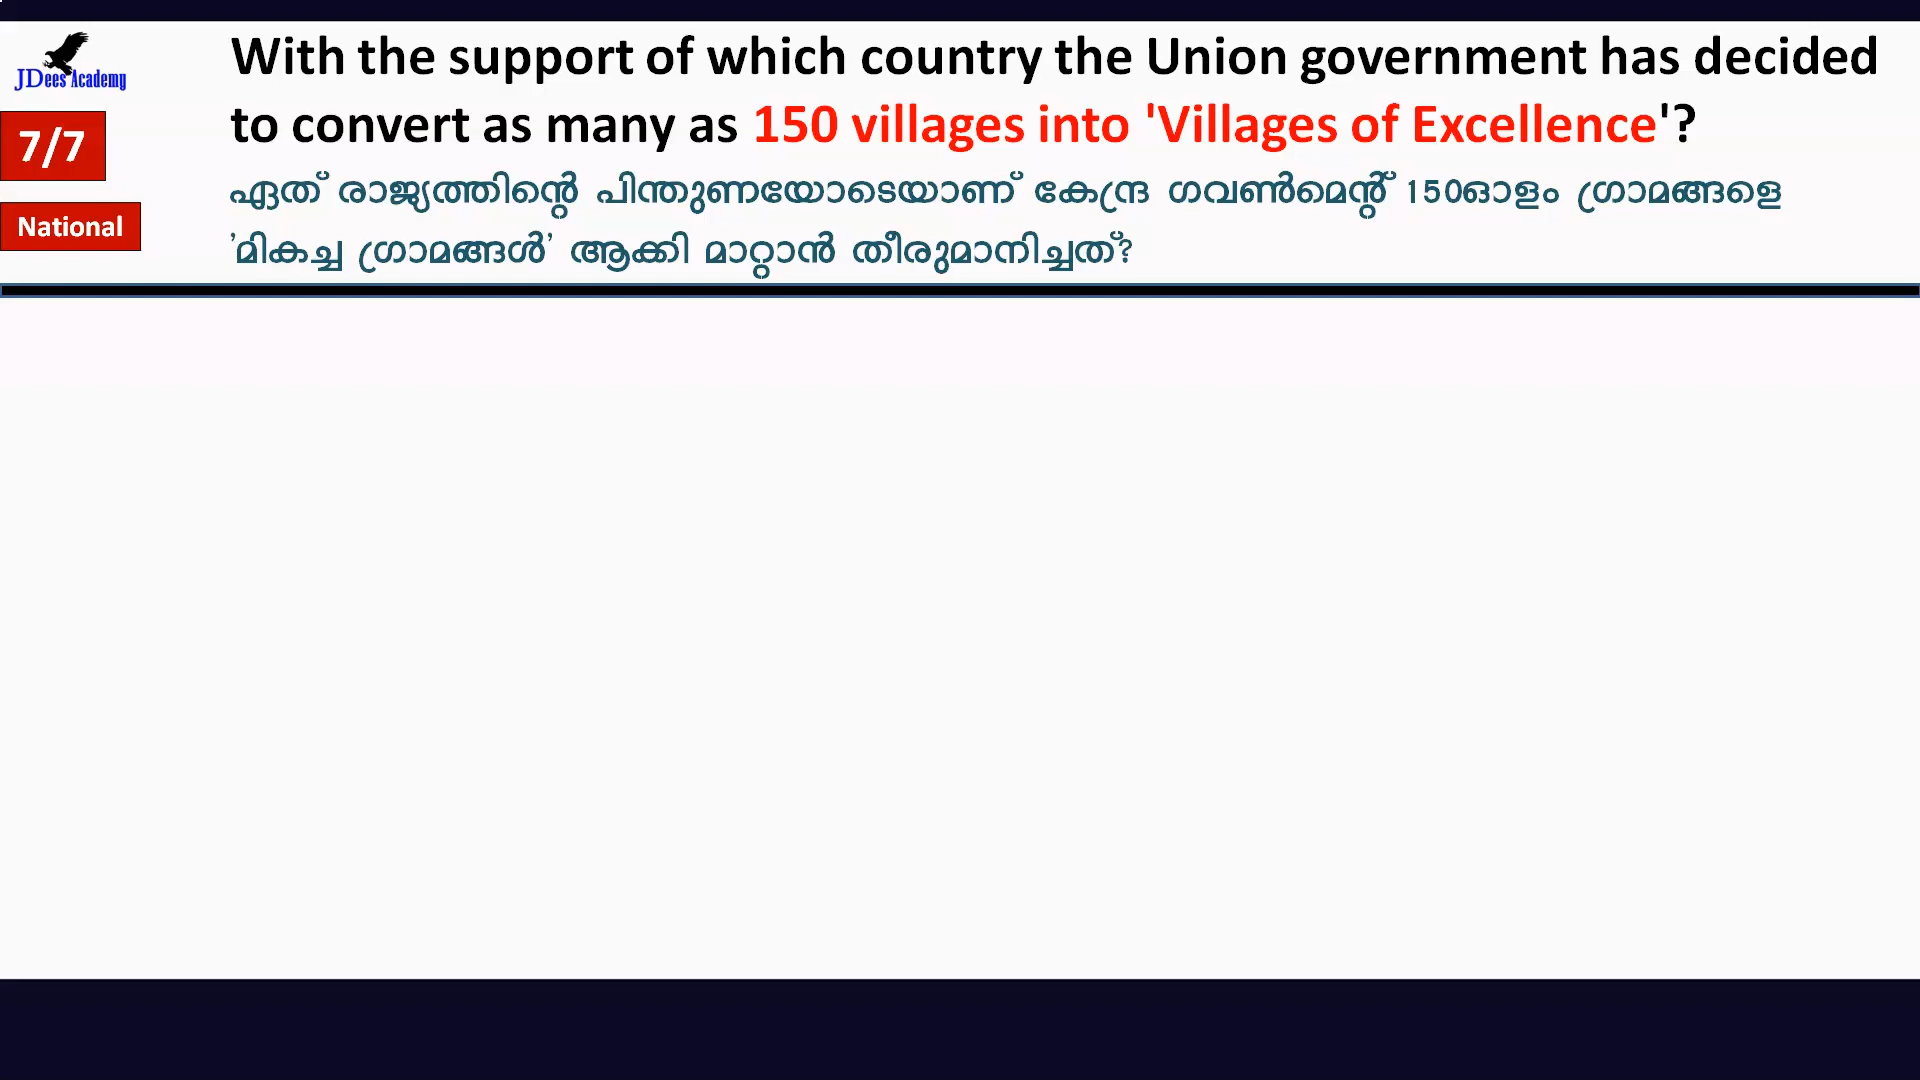 JDees Academy
With the support of which country the Union government has decided
to convert as many as 150 villages into 'Villages of Excellence'?
7/7
ഏത് രാജ്യത്തിന്റെ പിന്തുണയോടെയാണ് കേന്ദ്ര ഗവൺമെന്റ് 150ഓളം ഗ്രാമങ്ങളെ
National
'മികച്ച ഗ്രാമങ്ങൾ' ആക്കി മാറ്റാൻ തീരുമാനിച്ചത്?